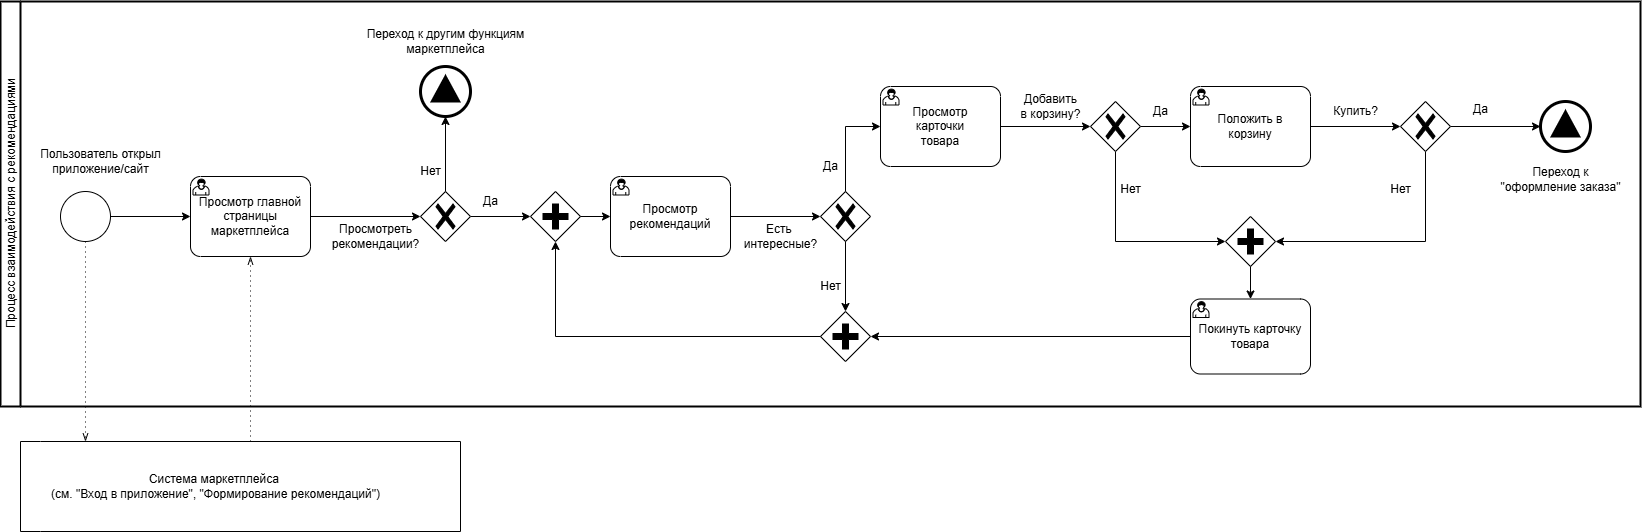 Процесс взаимодействия с рекомендациями
Пользователь открыл
приложение/сайт
Просмотр главной
страницы
маркетплейса
Просмотреть
рекомендации?
Нет
Переход к другим функциям
маркетплейса
Да
Просмотр
рекомендаций
Есть
интересные?
Да
Нет
Просмотр
карточки
товара
Добавить
в корзину?
Да
Нет
Положить в
корзину
Купить?
Да
Нет
Переход к
"оформление заказа"
Покинуть карточку
товара
Система маркетплейса
(см. "Вход в приложение", "Формирование рекомендаций")